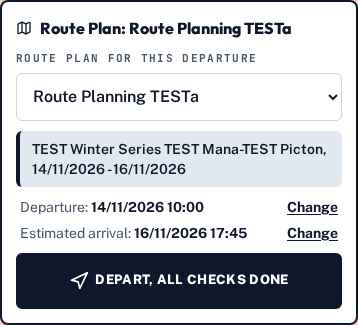 Route Plan: Route Planning TESTa
ROUTE PLAN FOR THIS DEPARTURE
Route Planning TESTa
TEST Winter Series TEST Mana-TEST Picton,
14/11/2026 - 16/11/2026
Departure: 14/11/2026 10:00 Change
Estimated arrival: 16/11/2026 17:45 Change
DEPART, ALL CHECKS DONE